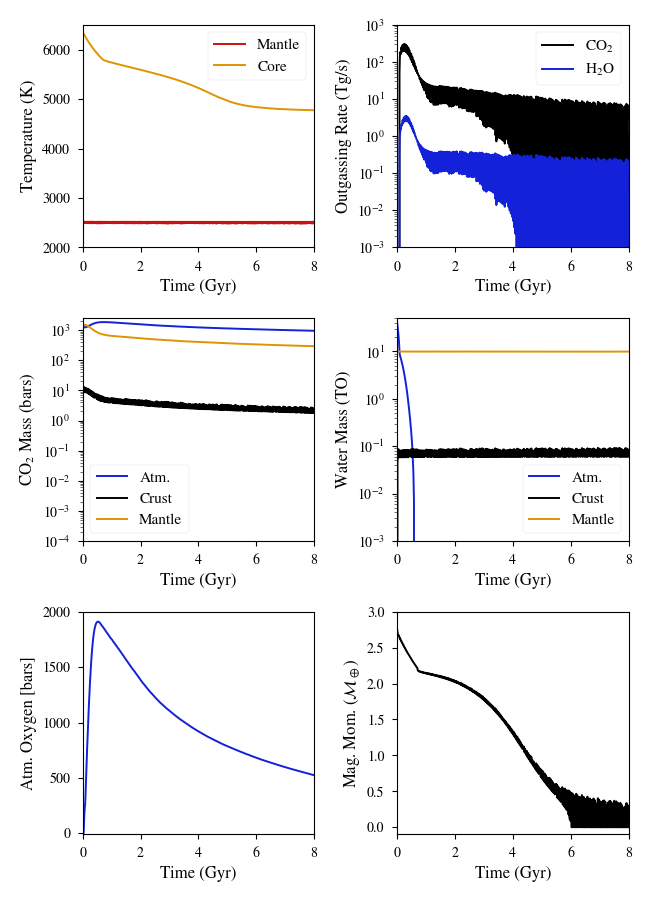 Temperature (K)
6000
5000
4000
3000
2000
Mantle
Core
0 2 4 6 8
Time (Gyr)
Outgassing Rate (Tg/s)
10³
10²
10¹
10⁰
10⁻¹
10⁻²
10⁻³
CO₂
H₂O
0 2 4 6 8
Time (Gyr)
CO₂ Mass (bars)
10³
10²
10¹
10⁰
10⁻¹
10⁻²
10⁻³
10⁻⁴
Atm.
Crust
Mantle
0 2 4 6 8
Time (Gyr)
Water Mass (TO)
10¹
10⁰
10⁻¹
10⁻²
10⁻³
Atm.
Crust
Mantle
0 2 4 6 8
Time (Gyr)
Atm. Oxygen [bars]
2000
1500
1000
500
0
0 2 4 6 8
Time (Gyr)
Mag. Mom. (ℳ⊕)
3.0
2.5
2.0
1.5
1.0
0.5
0.0
0 2 4 6 8
Time (Gyr)